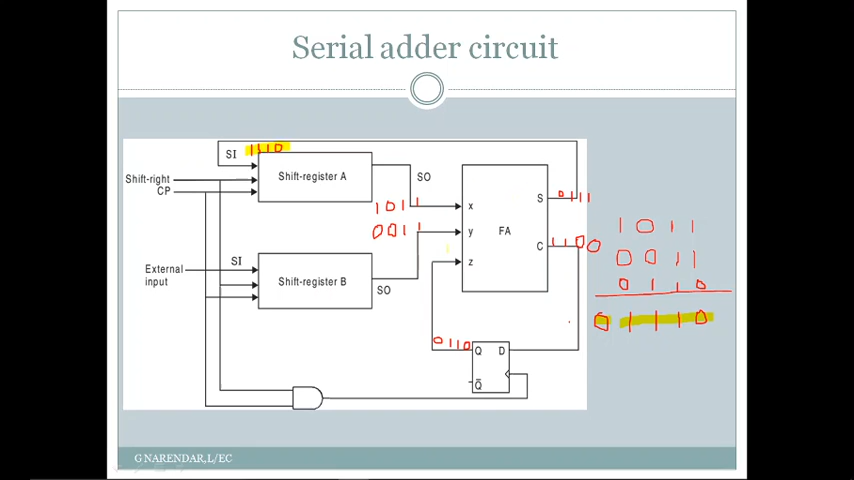 Serial adder circuit
SI
1110
Shift-right
CP
Shift-register A
SO
1011
0011
x
y
z
FA
S
0111
C
1100
External
input
SI
Shift-register B
SO
0110
Q
D
Q̅
1011
0011
0110
01110
G NARENDAR,L/EC